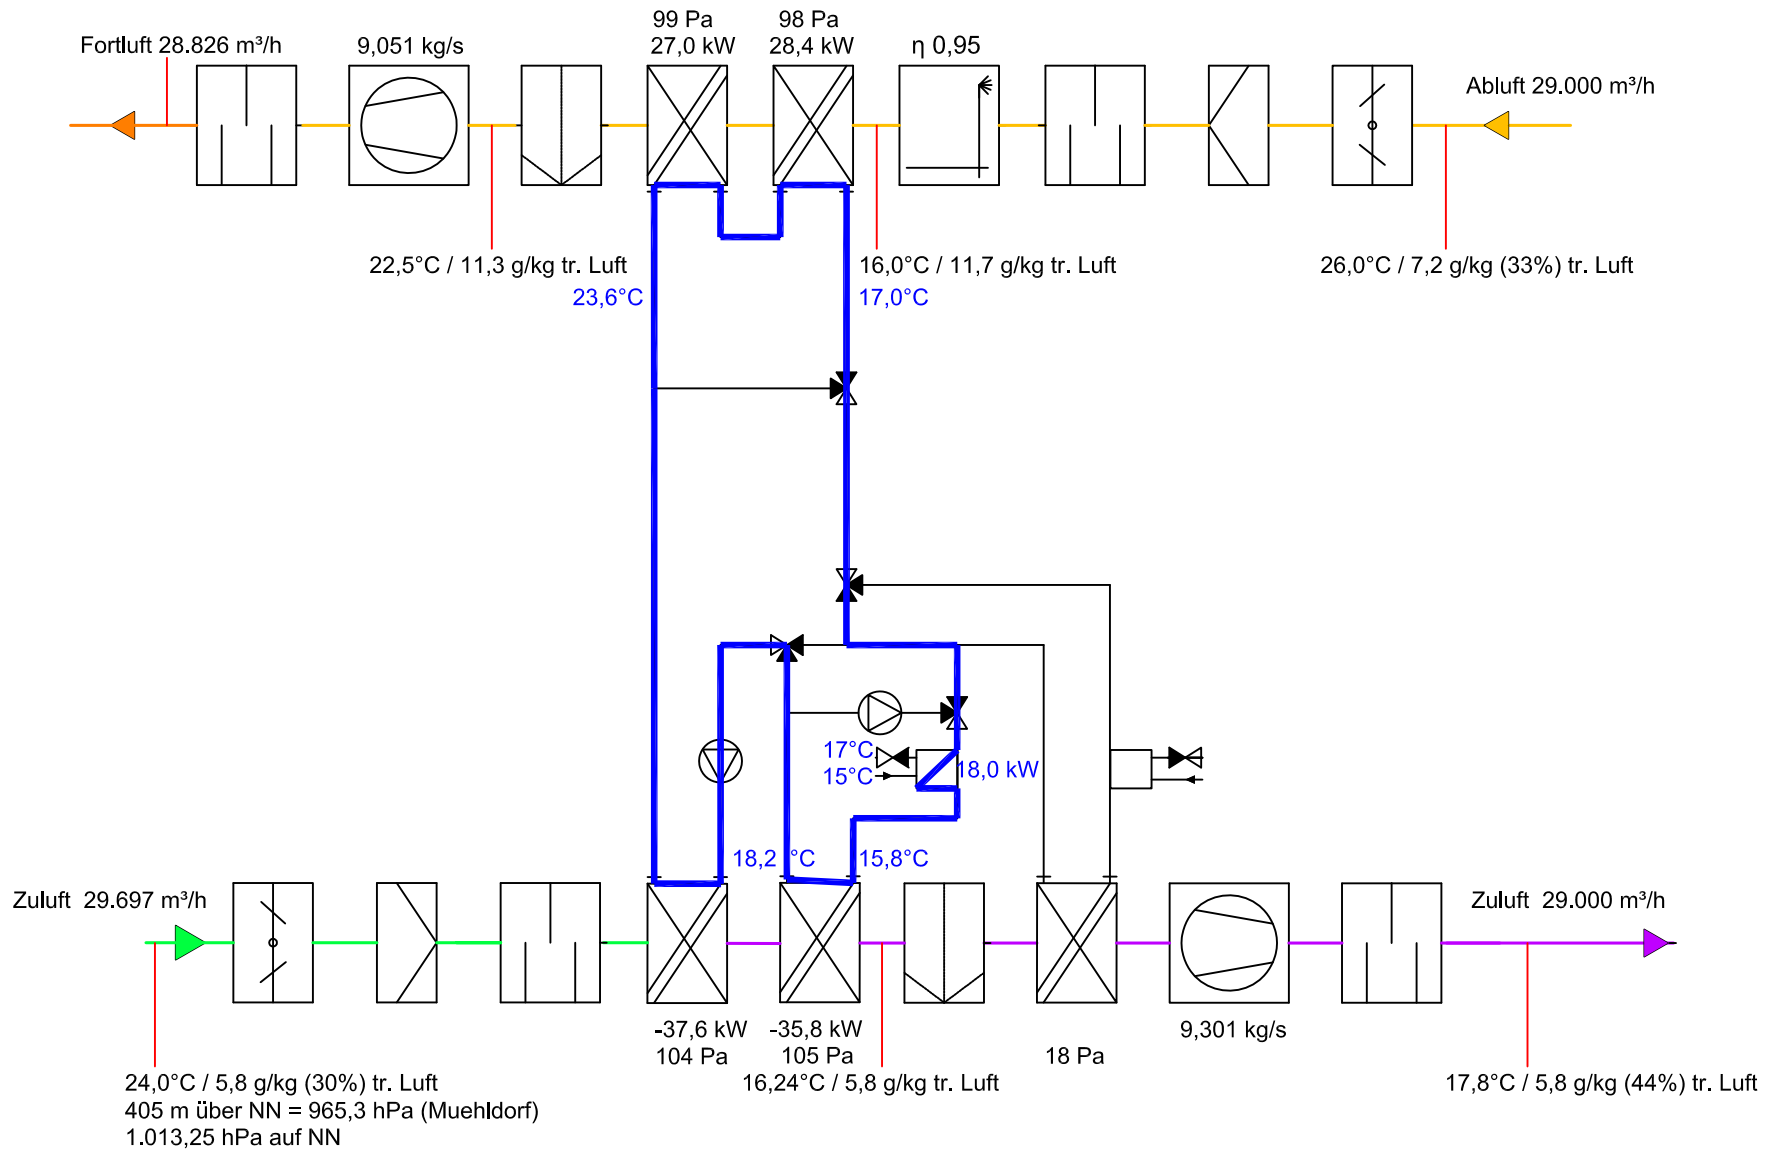 99 Pa
98 Pa
Fortluft 28.826 m³/h
9,051 kg/s
27,0 kW
28,4 kW
η 0,95
Abluft 29.000 m³/h
22,5°C / 11,3 g/kg tr. Luft
16,0°C / 11,7 g/kg tr. Luft
26,0°C / 7,2 g/kg (33%) tr. Luft
23,6°C
17,0°C
17°C
15°C
18,0 kW
18,2 °C
15,8°C
Zuluft 29.697 m³/h
Zuluft 29.000 m³/h
-37,6 kW
104 Pa
-35,8 kW
105 Pa
18 Pa
9,301 kg/s
24,0°C / 5,8 g/kg (30%) tr. Luft
405 m über NN = 965,3 hPa (Muehldorf)
1.013,25 hPa auf NN
16,24°C / 5,8 g/kg tr. Luft
17,8°C / 5,8 g/kg (44%) tr. Luft